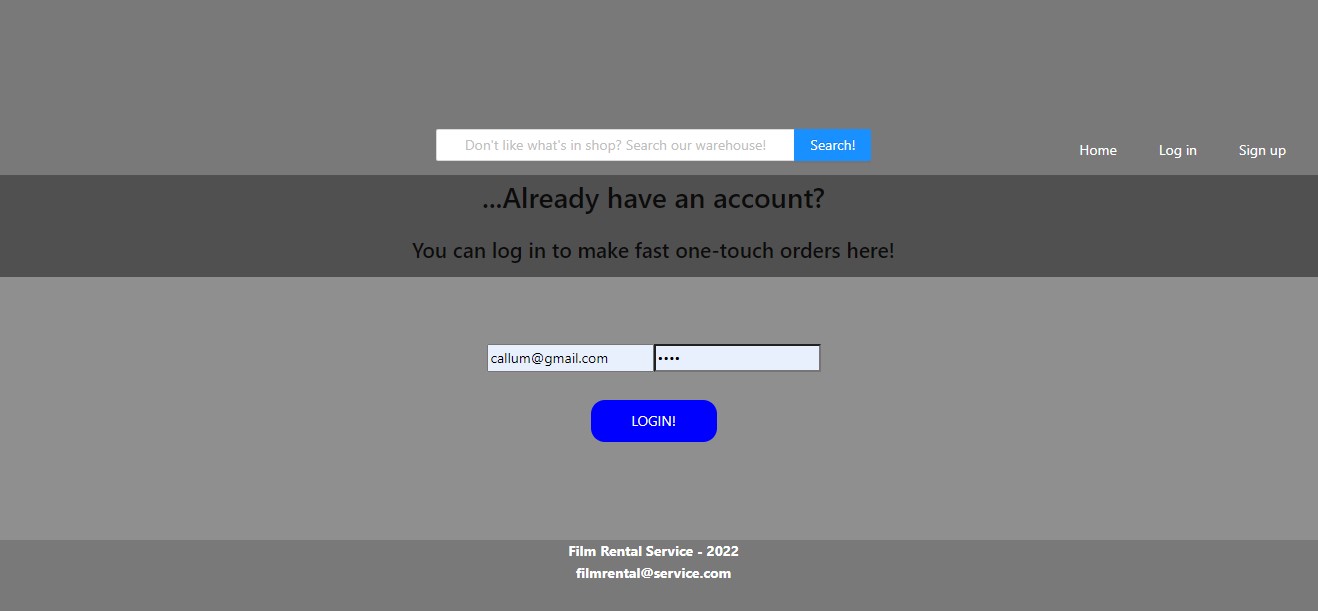 Don't like what's in shop? Search our warehouse!
Search!
Home
Log in
Sign up
...Already have an account?
You can log in to make fast one-touch orders here!
callum@gmail.com
••••
LOGIN!
Film Rental Service - 2022
filmrental@service.com